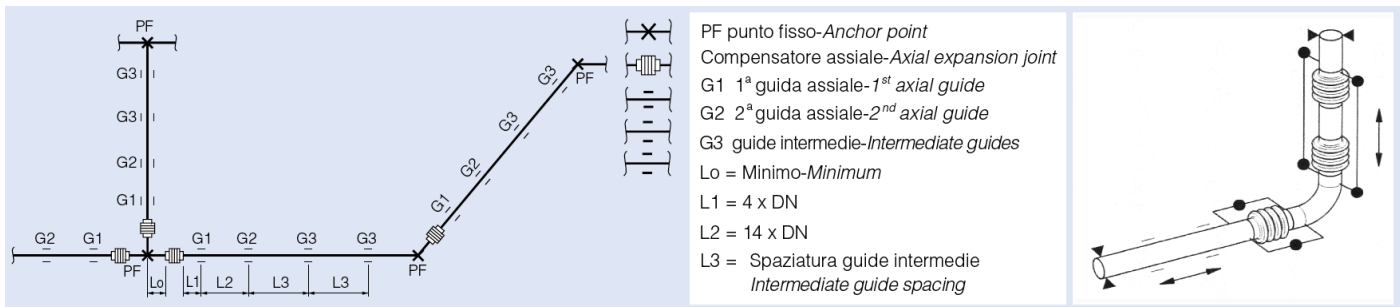 PF
G3
G3
G2
G1
G2 G1 G1 G2 G3 G3
PF
Lo L1 L2 L3 L3
G3
PF
G3
G2
G1
PF
PF punto fisso-Anchor point
Compensatore assiale-Axial expansion joint
G1 1ª guida assiale-1st axial guide
G2 2ª guida assiale-2nd axial guide
G3 guide intermedie-Intermediate guides
Lo = Minimo-Minimum
L1 = 4 x DN
L2 = 14 x DN
L3 = Spaziatura guide intermedie
Intermediate guide spacing